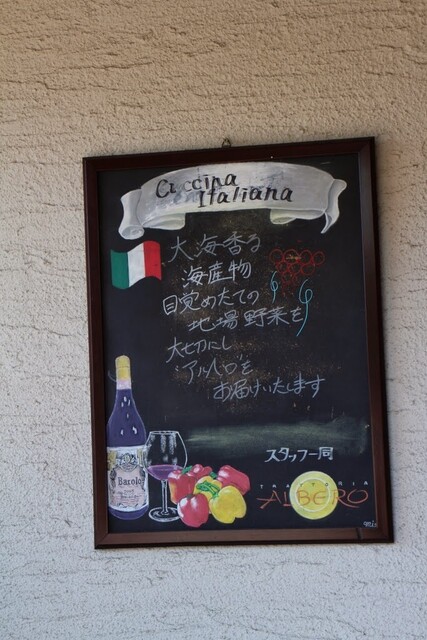 Cuccina
Italiana
大海香る
海産物
目覚めたての
地場野菜を
大切にし
"アルベロ"を
お届けいたします
スタッフ一同
Barolo
TRATTORIA
ALBERO